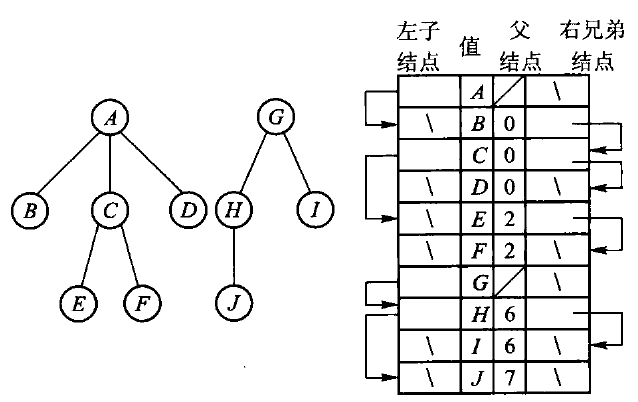 左子 父 右兄弟
结点 值 结点 结点
A
B C D
E F
G
H I
J
\ A / \
\ B 0
C 0
\ D 0 \
\ E 2
\ F 2 \
G / \
H 6
\ I 6 \
\ J 7 \